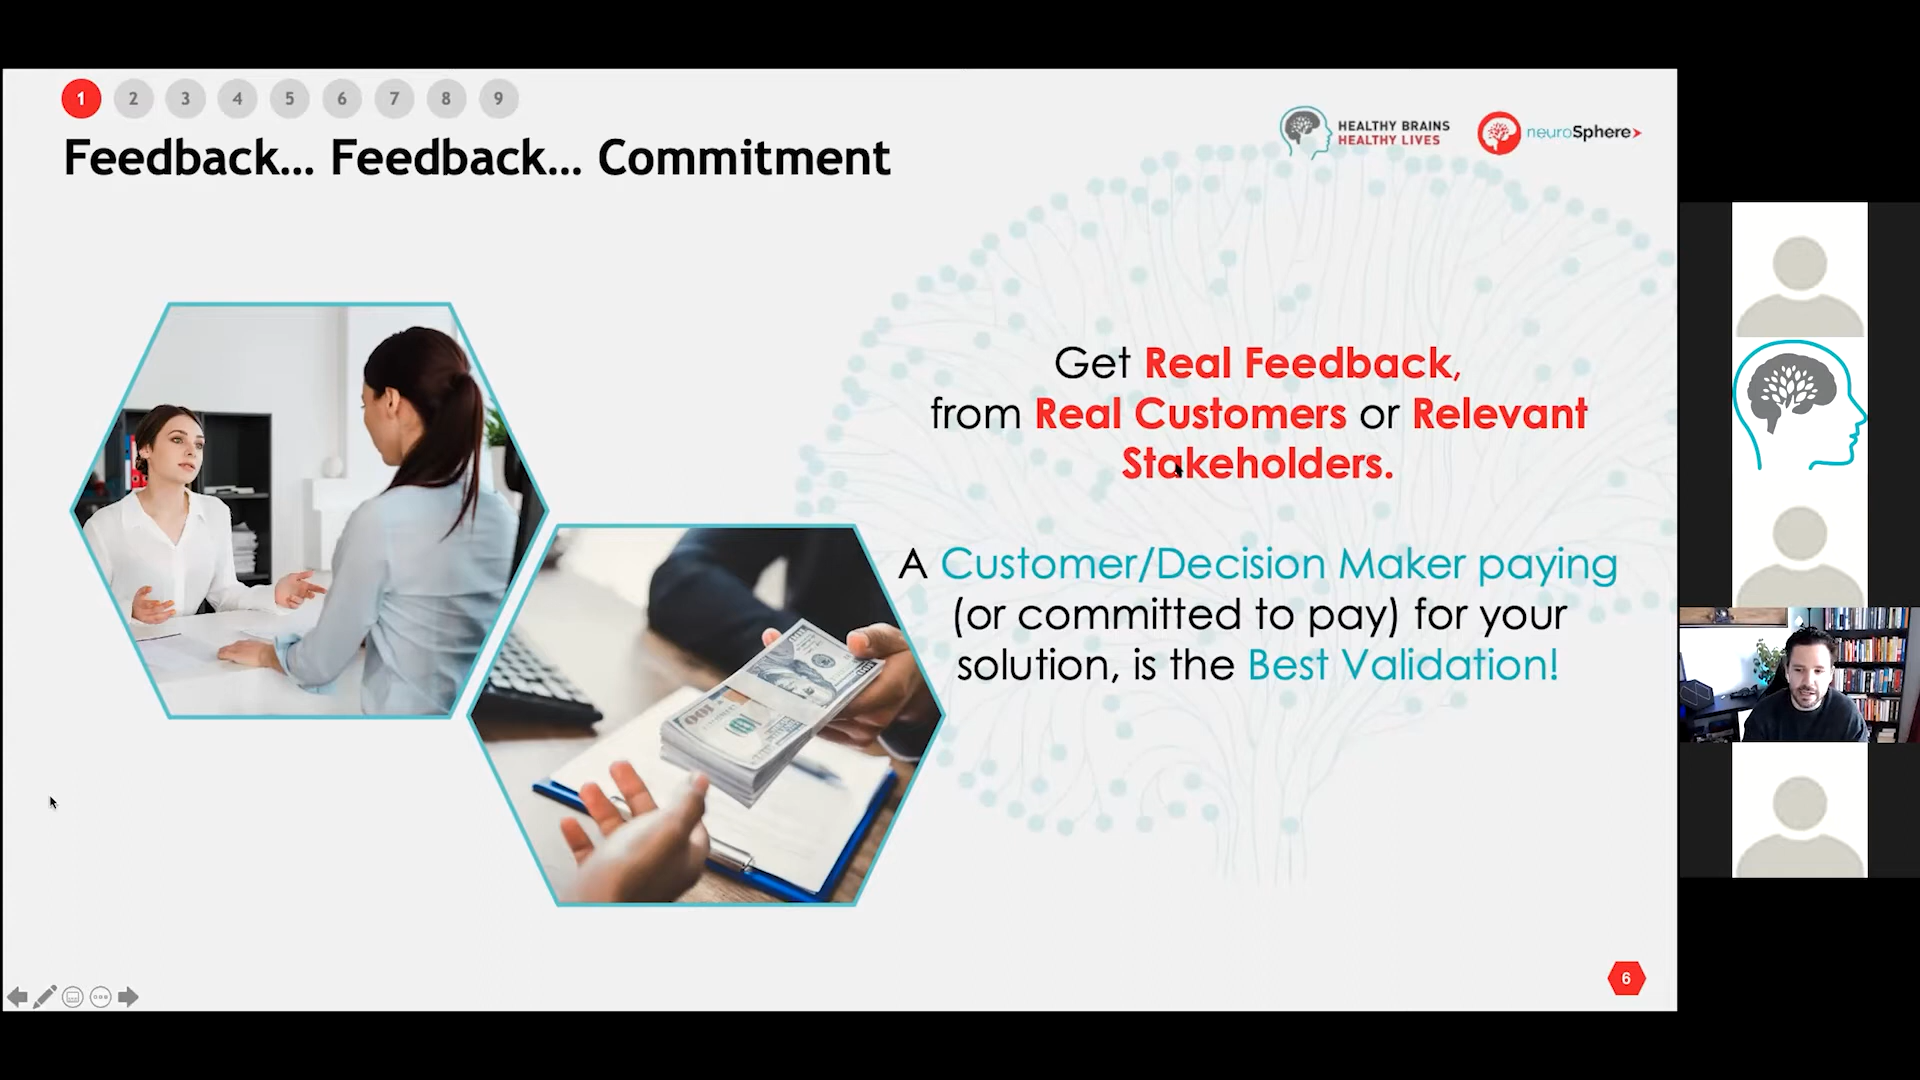 1 2 3 4 5 6 7 8 9
Feedback... Feedback... Commitment
HEALTHY BRAINS
HEALTHY LIVES
neuroSphere
Get Real Feedback,
from Real Customers or Relevant
Stakeholders.
A Customer/Decision Maker paying
(or committed to pay) for your
solution, is the Best Validation!
100
6